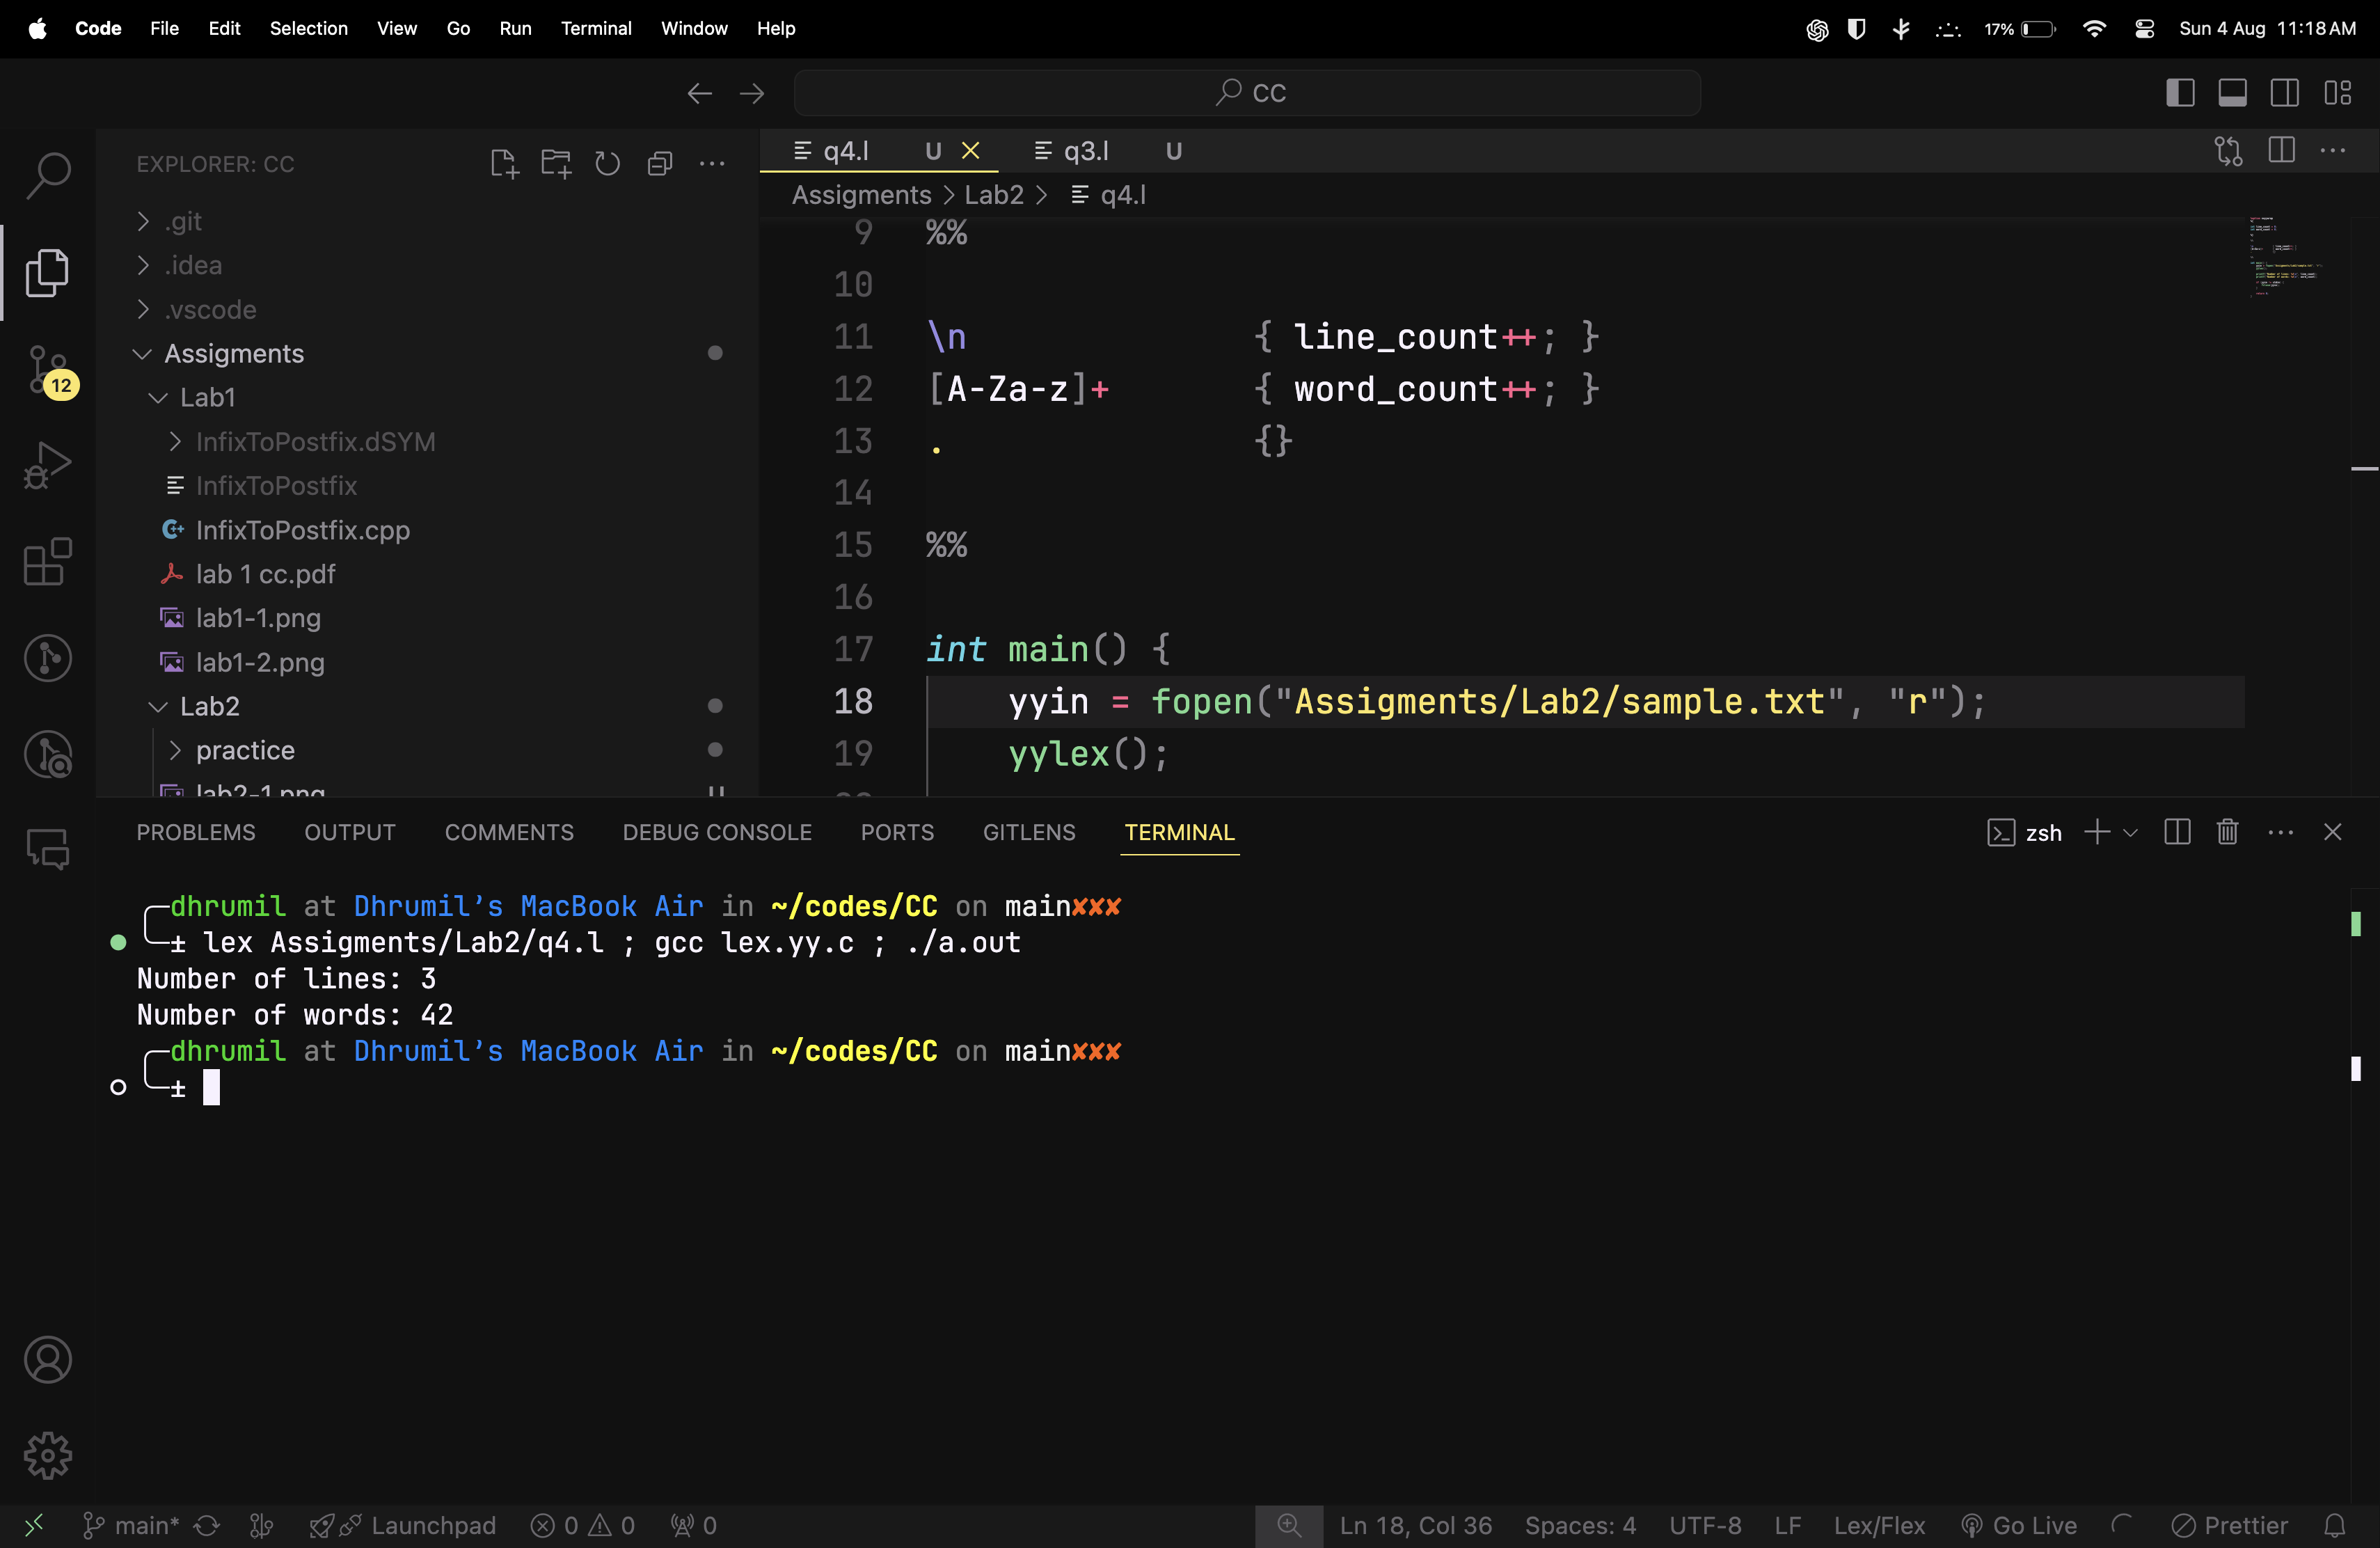 Code File Edit Selection View Go Run Terminal Window Help 17% Sun 4 Aug 11:18 AM
CC
EXPLORER: CC
.git
.idea
.vscode
Assigments
Lab1
InfixToPostfix.dSYM
InfixToPostfix
InfixToPostfix.cpp
lab 1 cc.pdf
lab1-1.png
lab1-2.png
Lab2
practice
lab2-1.png U
12
q4.l U q3.l U
Assigments > Lab2 > q4.l
9 %%
10
11 \n { line_count++; }
12 [A-Za-z]+ { word_count++; }
13 . {}
14
15 %%
16
17 int main() {
18 yyin = fopen("Assigments/Lab2/sample.txt", "r");
19 yylex();
PROBLEMS OUTPUT COMMENTS DEBUG CONSOLE PORTS GITLENS TERMINAL zsh
dhrumil at Dhrumil’s MacBook Air in ~/codes/CC on main✘✘✘
± lex Assigments/Lab2/q4.l ; gcc lex.yy.c ; ./a.out
Number of lines: 3
Number of words: 42
dhrumil at Dhrumil’s MacBook Air in ~/codes/CC on main✘✘✘
±
main* Launchpad 0 0 0 Ln 18, Col 36 Spaces: 4 UTF-8 LF Lex/Flex Go Live Prettier